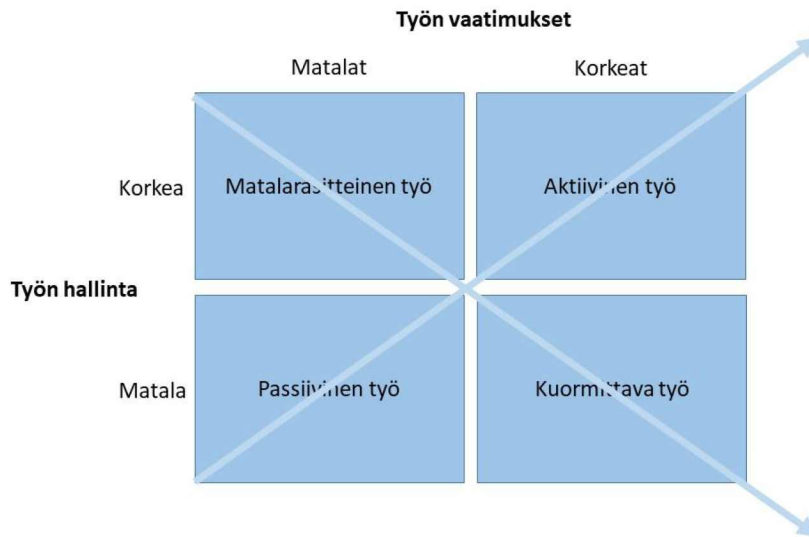 Työn vaatimukset
Matalat Korkeat
Korkea Matalarasitteinen työ Aktiivinen työ
Työn hallinta
Matala Passiivinen työ Kuormittava työ